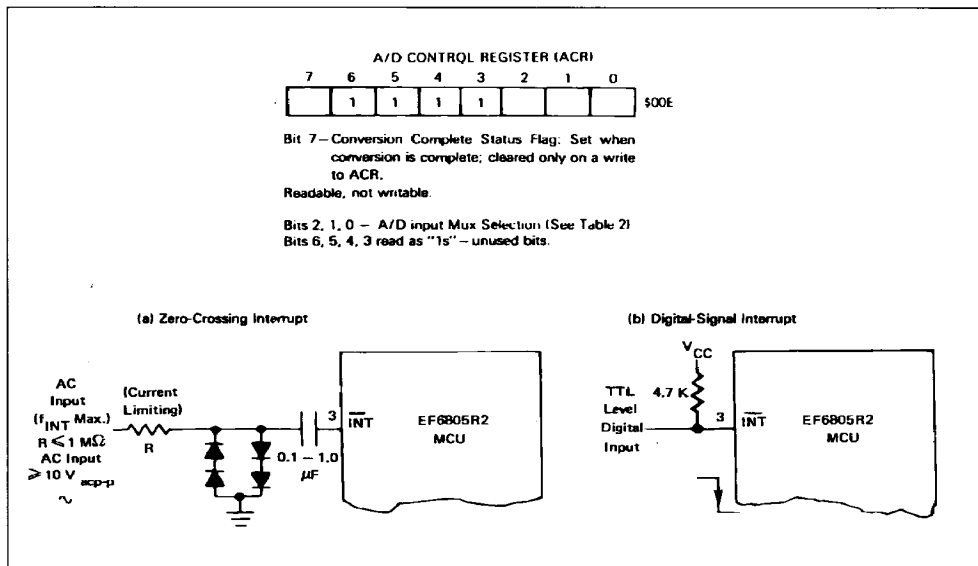 A/D CONTROL REGISTER (ACR)
7 6 5 4 3 2 1 0
1 1 1 1 $00E
Bit 7–Conversion Complete Status Flag: Set when
conversion is complete; cleared only on a write
to ACR.
Readable, not writable.
Bits 2, 1, 0 – A/D input Mux Selection (See Table 2)
Bits 6, 5, 4, 3 read as "1s" – unused bits.
(a) Zero-Crossing Interrupt
AC
Input
(fINT Max.)
R ≤ 1 MΩ
AC Input
≥ 10 V acp-p
~
(Current
Limiting)
R
0.1 – 1.0
μF
3
INT
EF6805R2
MCU
(b) Digital-Signal Interrupt
VCC
4.7 K
TTL
Level
Digital
Input
3
INT
EF6805R2
MCU